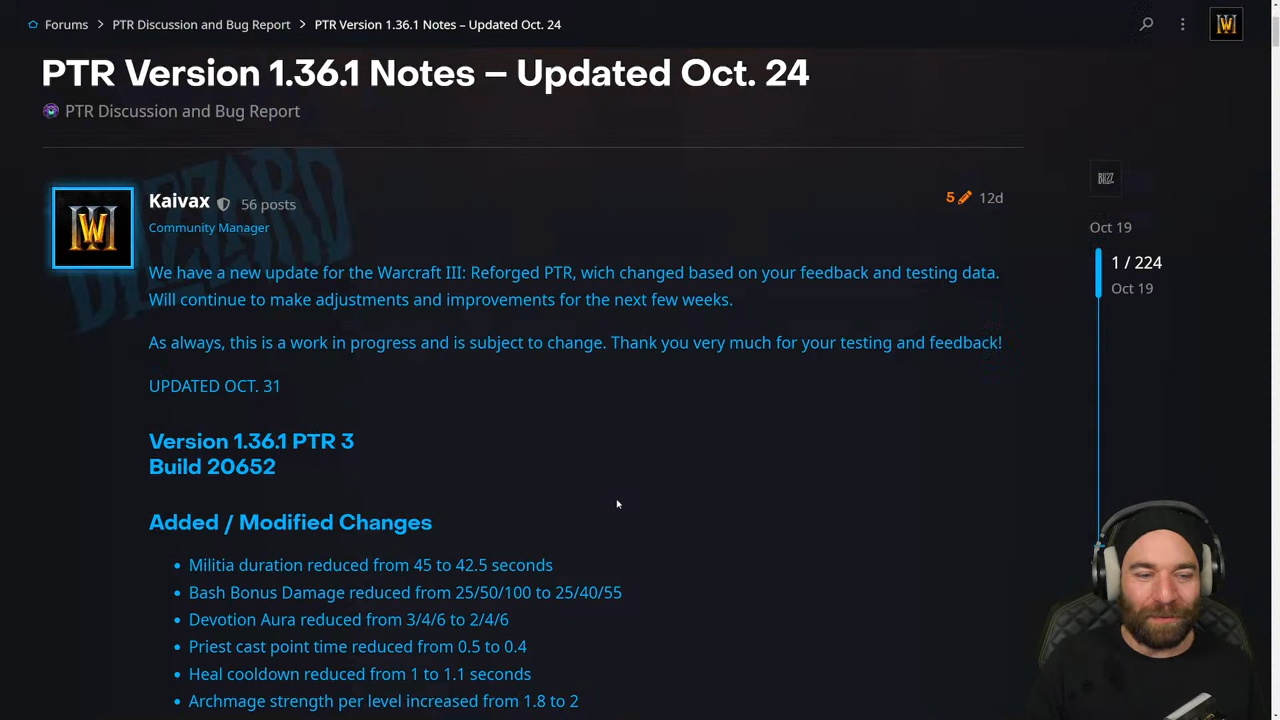 Forums > PTR Discussion and Bug Report > PTR Version 1.36.1 Notes – Updated Oct. 24
PTR Version 1.36.1 Notes – Updated Oct. 24
PTR Discussion and Bug Report
Kaivax 56 posts
5 12d
Community Manager
We have a new update for the Warcraft III: Reforged PTR, wich changed based on your feedback and testing data.
Will continue to make adjustments and improvements for the next few weeks.
As always, this is a work in progress and is subject to change. Thank you very much for your testing and feedback!
UPDATED OCT. 31
Version 1.36.1 PTR 3
Build 20652
Added / Modified Changes
• Militia duration reduced from 45 to 42.5 seconds
• Bash Bonus Damage reduced from 25/50/100 to 25/40/55
• Devotion Aura reduced from 3/4/6 to 2/4/6
• Priest cast point time reduced from 0.5 to 0.4
• Heal cooldown reduced from 1 to 1.1 seconds
• Archmage strength per level increased from 1.8 to 2
BLIZZ
Oct 19
1 / 224
Oct 19
BLIZZARD